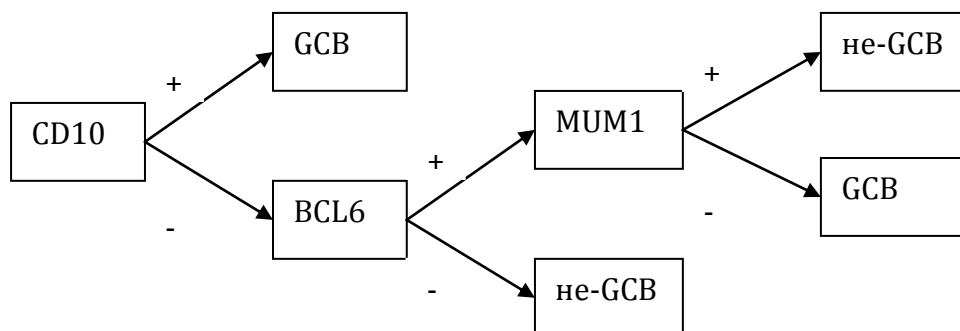 GCB
не-GCB
+
+
CD10
MUM1
+
GCB
BCL6
-
-
-
не-GCB